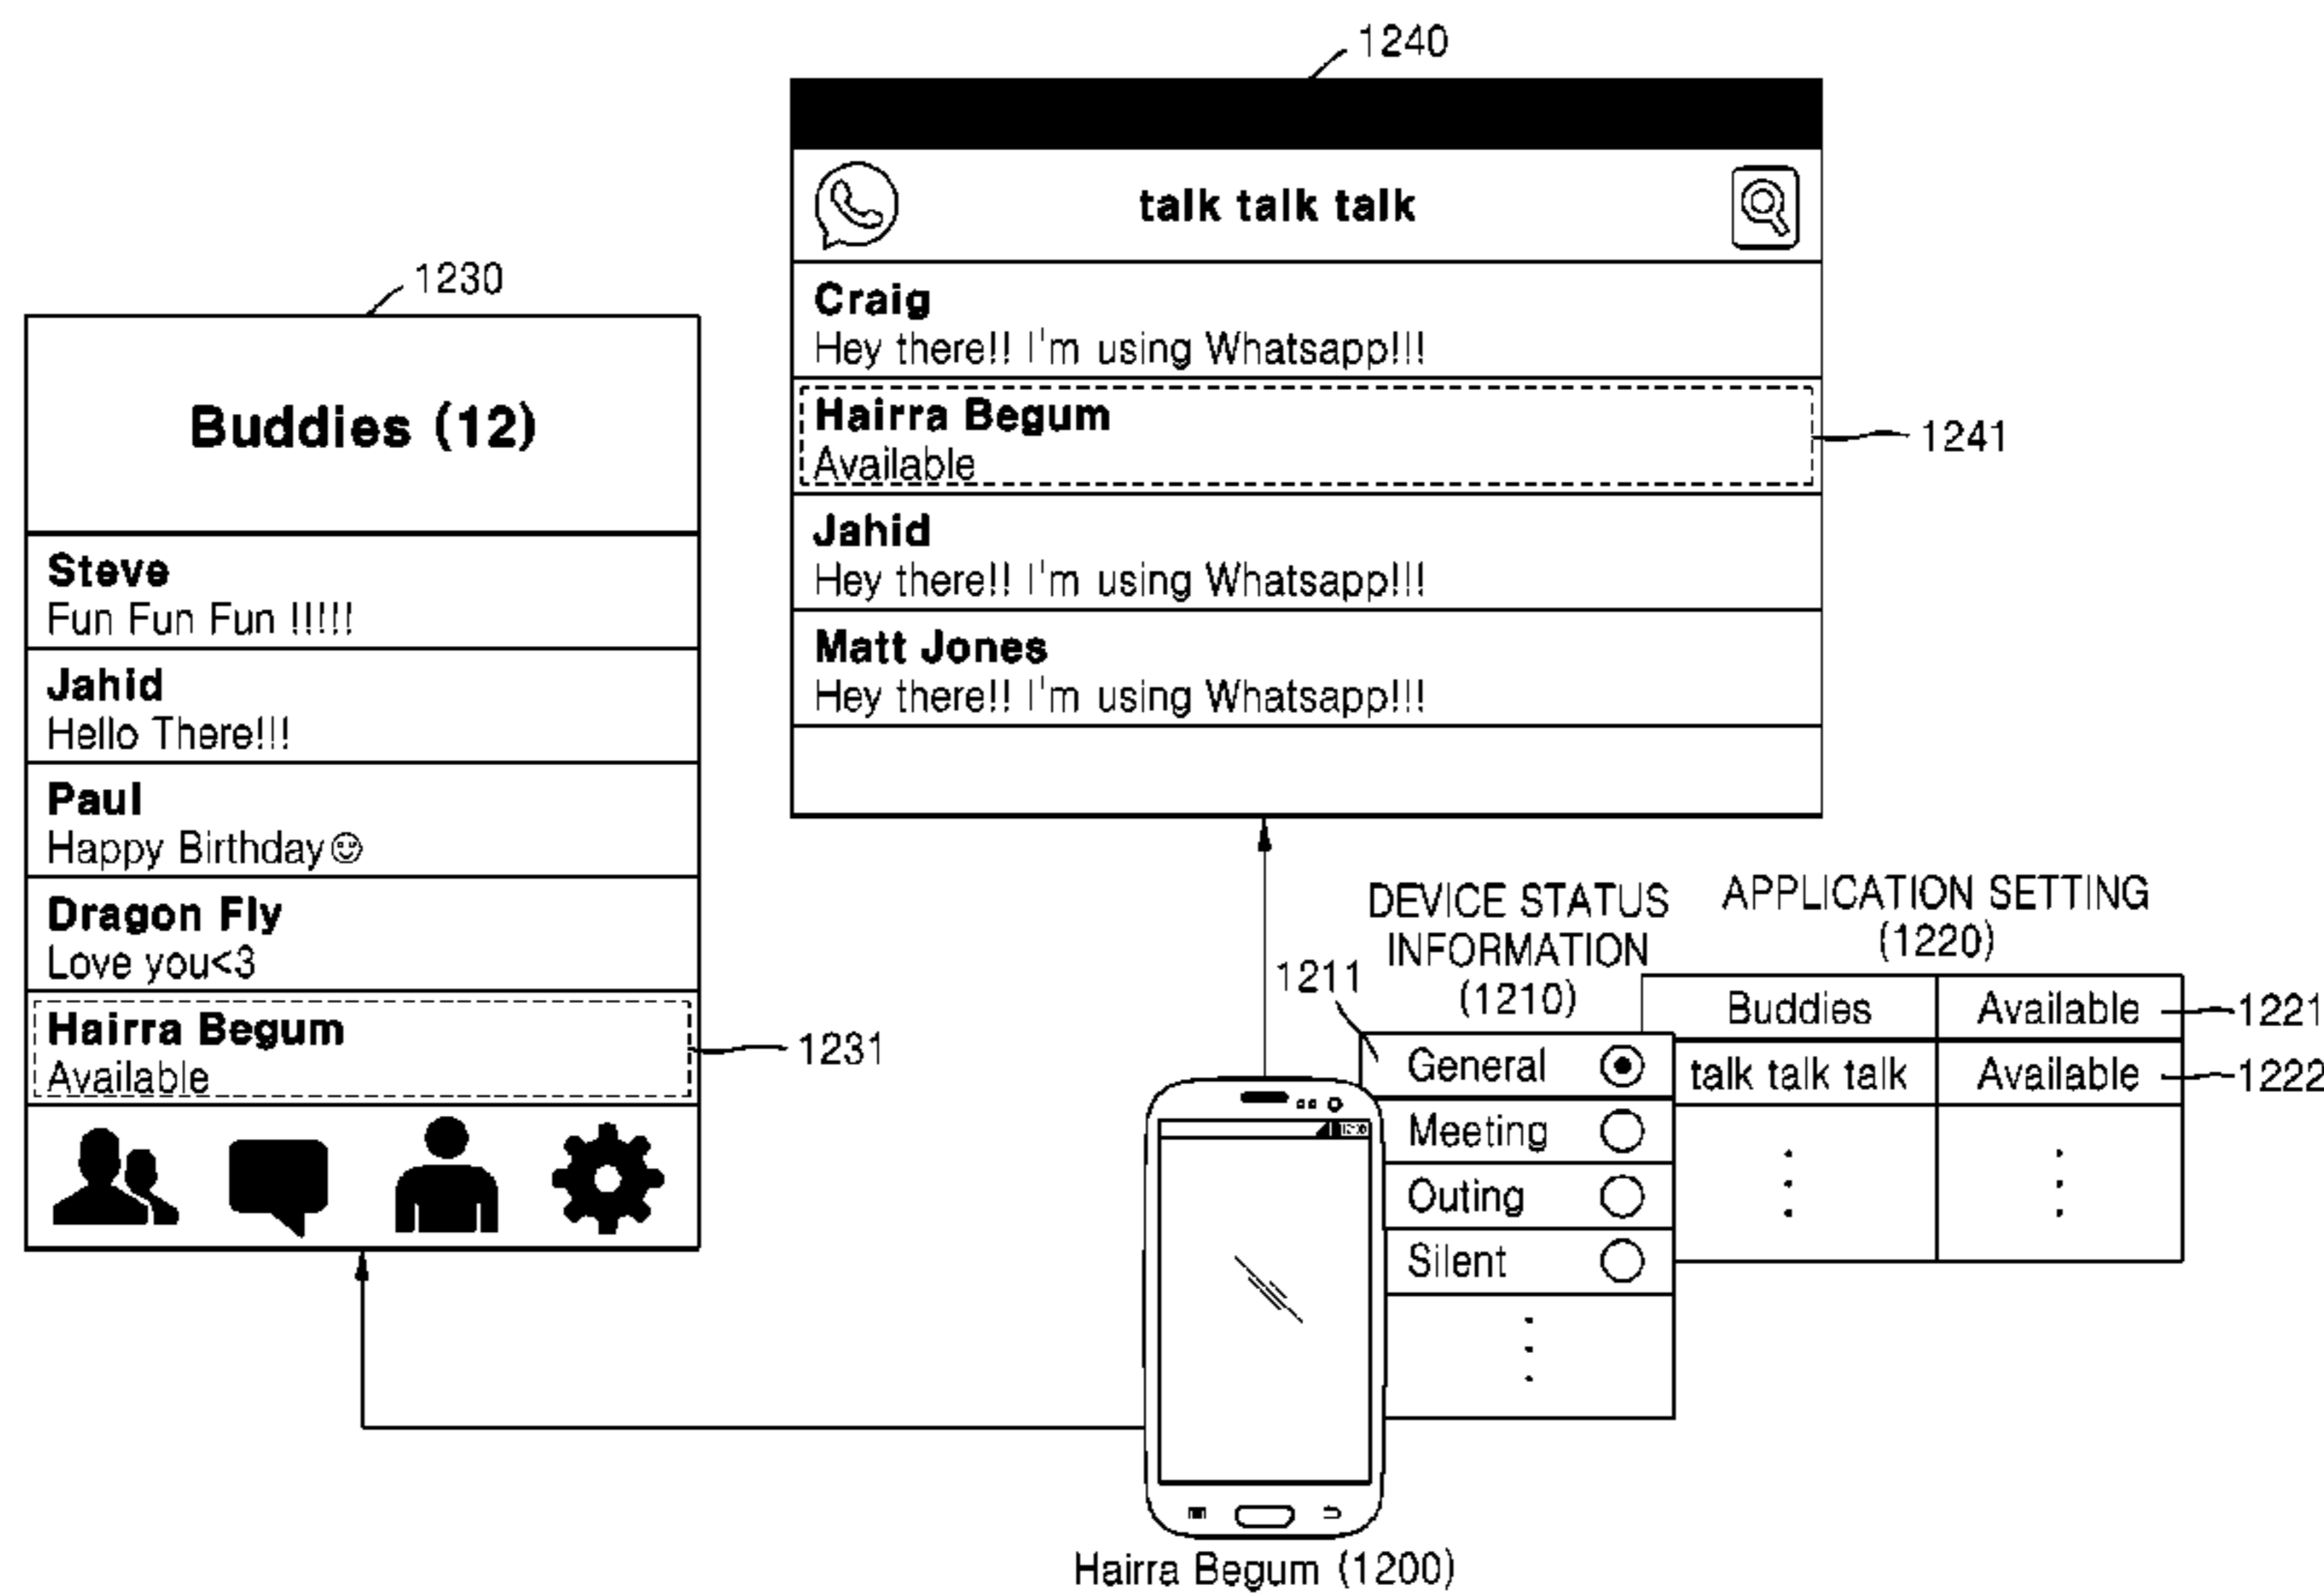 1240
talk talk talk
Craig
Hey there!! I'm using Whatsapp!!!
Hairra Begum
Available
1241
Jahid
Hey there!! I'm using Whatsapp!!!
Matt Jones
Hey there!! I'm using Whatsapp!!!
1230
Buddies (12)
Steve
Fun Fun Fun !!!!!
Jahid
Hello There!!!
Paul
Happy Birthday☺
Dragon Fly
Love you<3
Hairra Begum
Available
1231
DEVICE STATUS
INFORMATION
(1210)
1211
General
Meeting
Outing
Silent
APPLICATION SETTING
(1220)
Buddies Available 1221
talk talk talk Available 1222
12:00
Hairra Begum (1200)